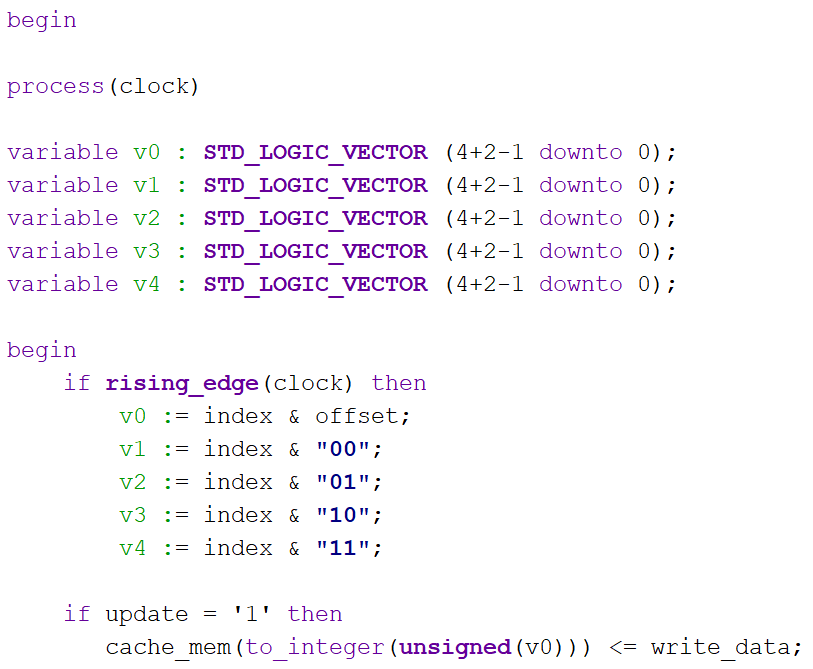 begin
process(clock)
variable v0 : STD_LOGIC_VECTOR (4+2-1 downto 0);
variable v1 : STD_LOGIC_VECTOR (4+2-1 downto 0);
variable v2 : STD_LOGIC_VECTOR (4+2-1 downto 0);
variable v3 : STD_LOGIC_VECTOR (4+2-1 downto 0);
variable v4 : STD_LOGIC_VECTOR (4+2-1 downto 0);
begin
if rising_edge(clock) then
v0 := index & offset;
v1 := index & "00";
v2 := index & "01";
v3 := index & "10";
v4 := index & "11";
if update = '1' then
cache_mem(to_integer(unsigned(v0))) <= write_data;